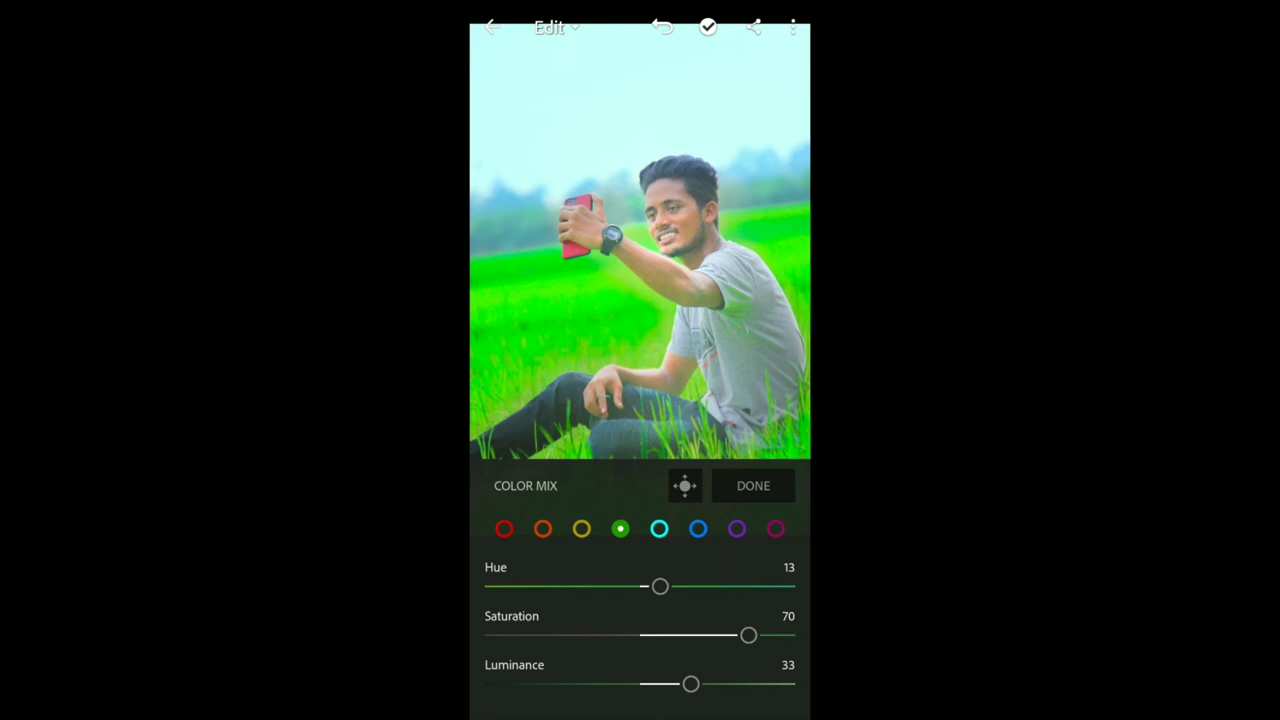 Edit
COLOR MIX
DONE
Hue 13
Saturation 70
Luminance 33